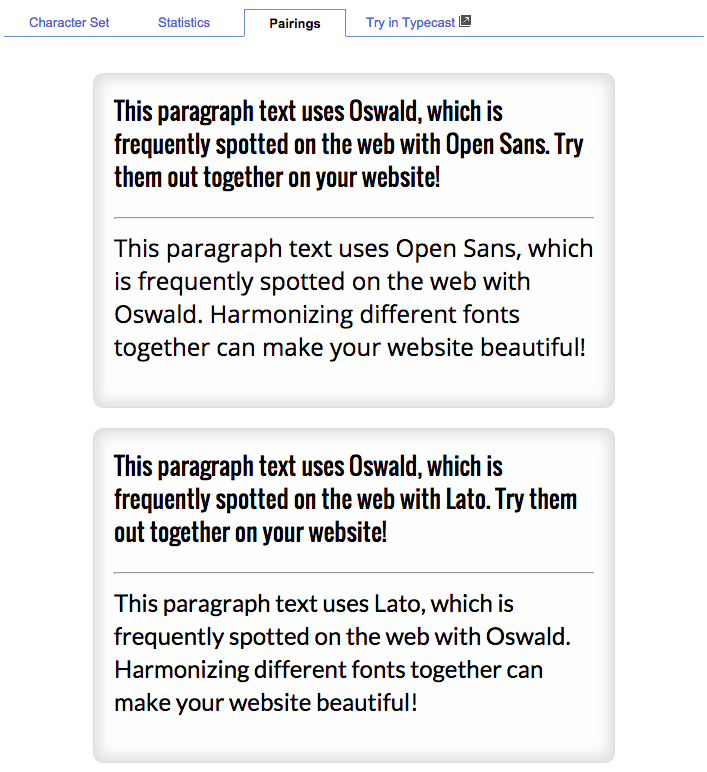 Character Set Statistics Pairings Try in Typecast
This paragraph text uses Oswald, which is
frequently spotted on the web with Open Sans. Try
them out together on your website!
This paragraph text uses Open Sans, which
is frequently spotted on the web with
Oswald. Harmonizing different fonts
together can make your website beautiful!
This paragraph text uses Oswald, which is
frequently spotted on the web with Lato. Try them
out together on your website!
This paragraph text uses Lato, which is
frequently spotted on the web with Oswald.
Harmonizing different fonts together can
make your website beautiful!